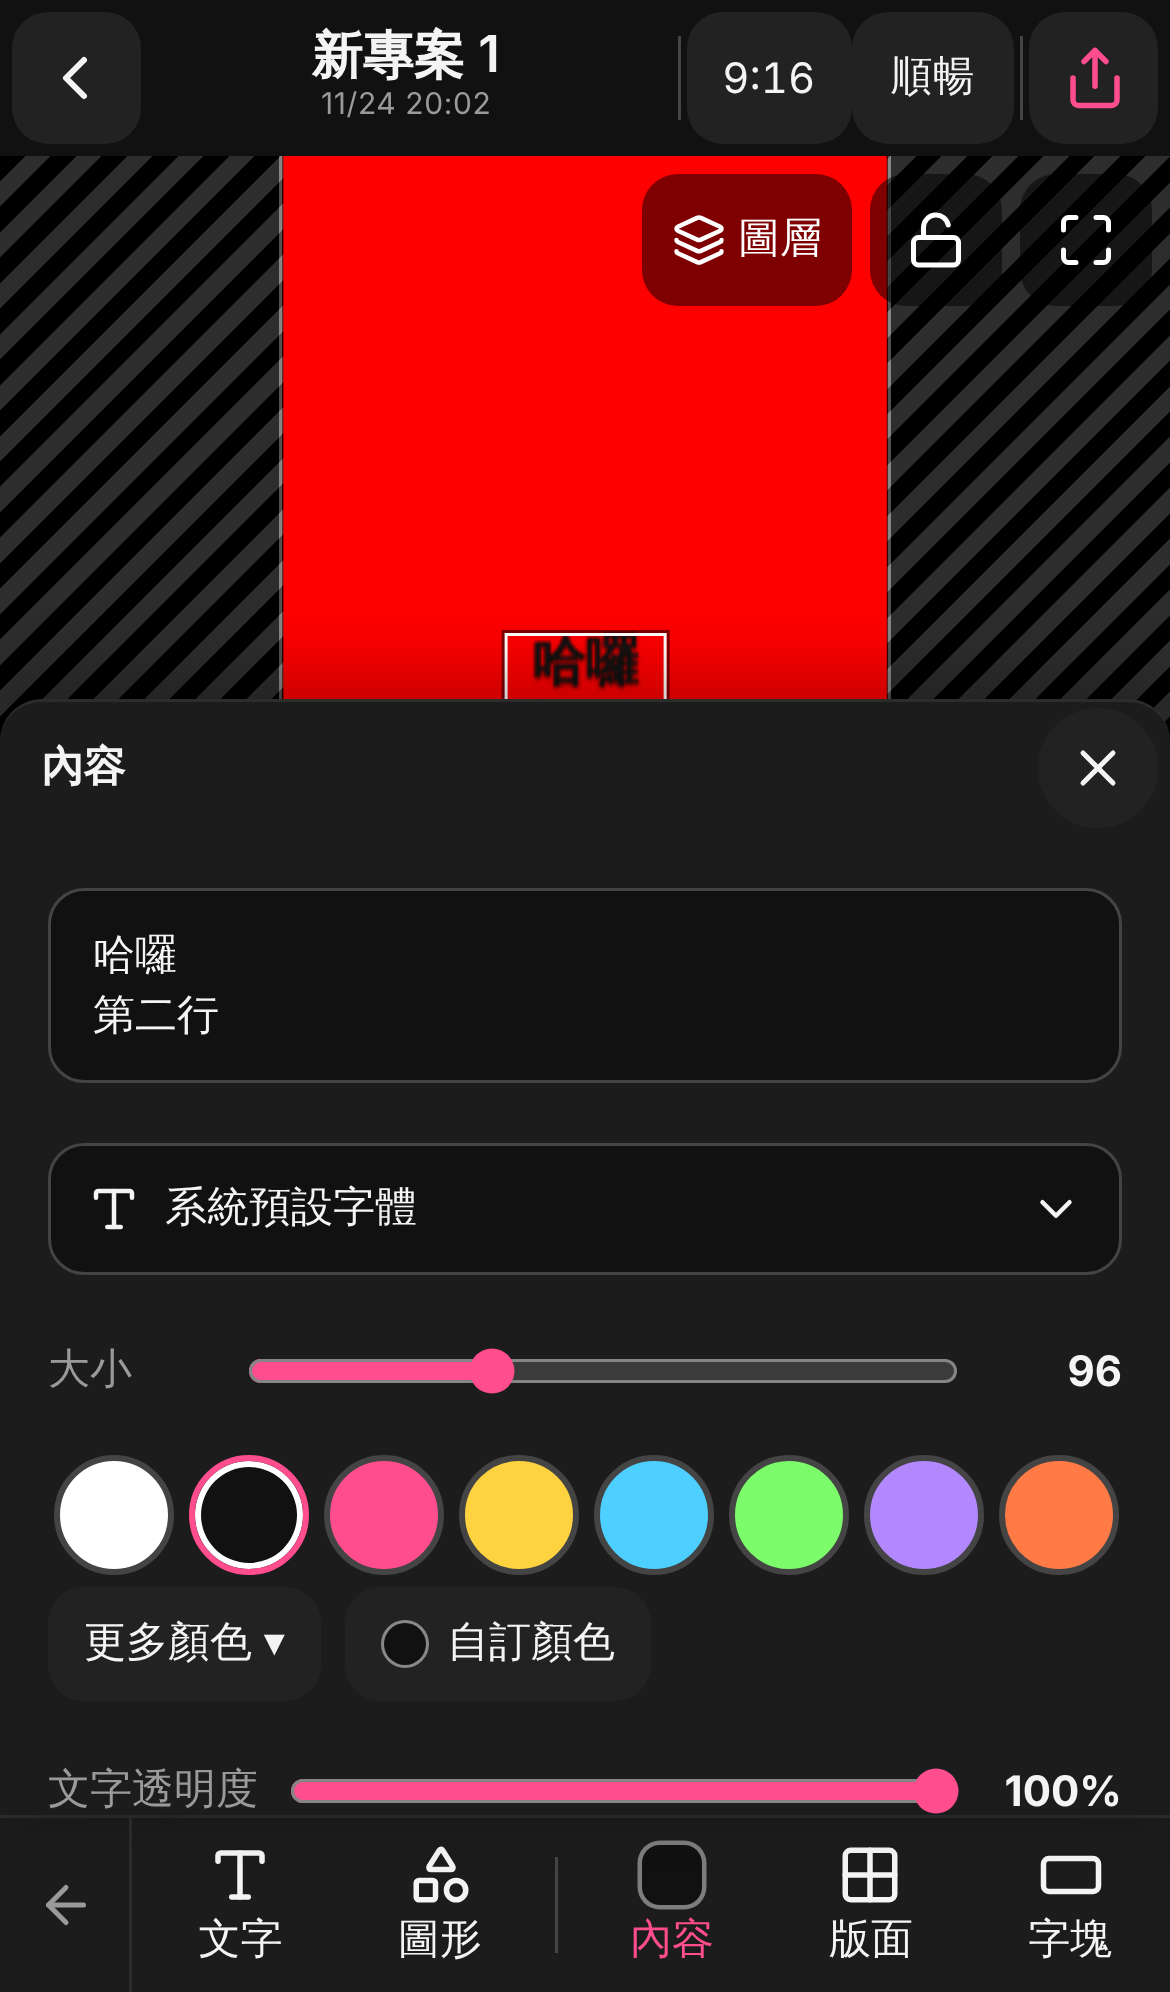 新專案 1
11/24 20:02
9:16
順暢
圖層
哈囉
內容
哈囉
第二行
系統預設字體
大小
96
更多顏色 ▾
自訂顏色
文字透明度
100%
文字
圖形
內容
版面
字塊